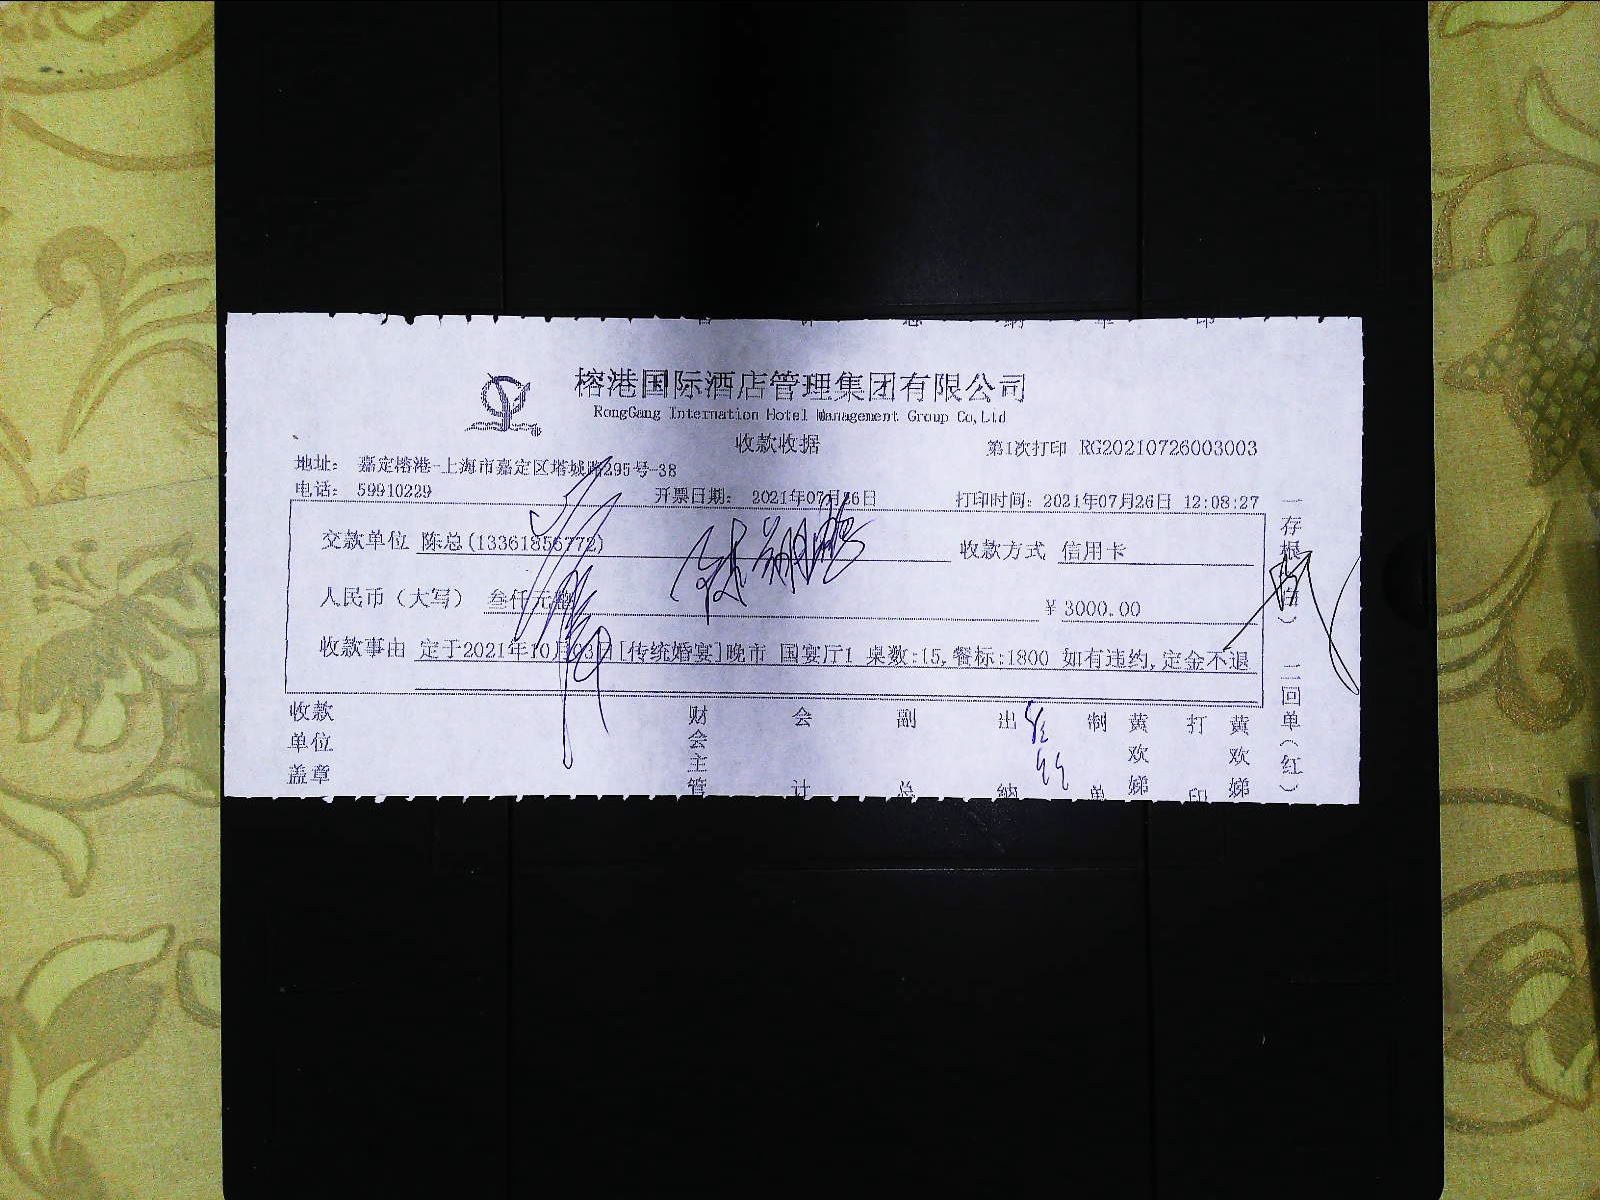 榕港国际酒店管理集团有限公司
RongGang Internation Hotel Management Group Co,Ltd
收款收据
第1次打印 RG20210726003003
地址： 嘉定榕港-上海市嘉定区塔城路295号-38
电话： 59910229
开票日期： 2021年07月26日
打印时间：2021年07月26日 12:08:27
交款单位 陈总(13361856772)
收款方式 信用卡
人民币（大写） 叁仟元整
￥3000.00
收款事由 定于2021年10月03日[传统婚宴]晚市 国宴厅1 桌数:15,餐标:1800 如有违约,定金不退
收款单位盖章
财会主管
会计
副总
出纳
制单
黄欢娣
打印
黄欢娣
一存根（白）
二回单（红）